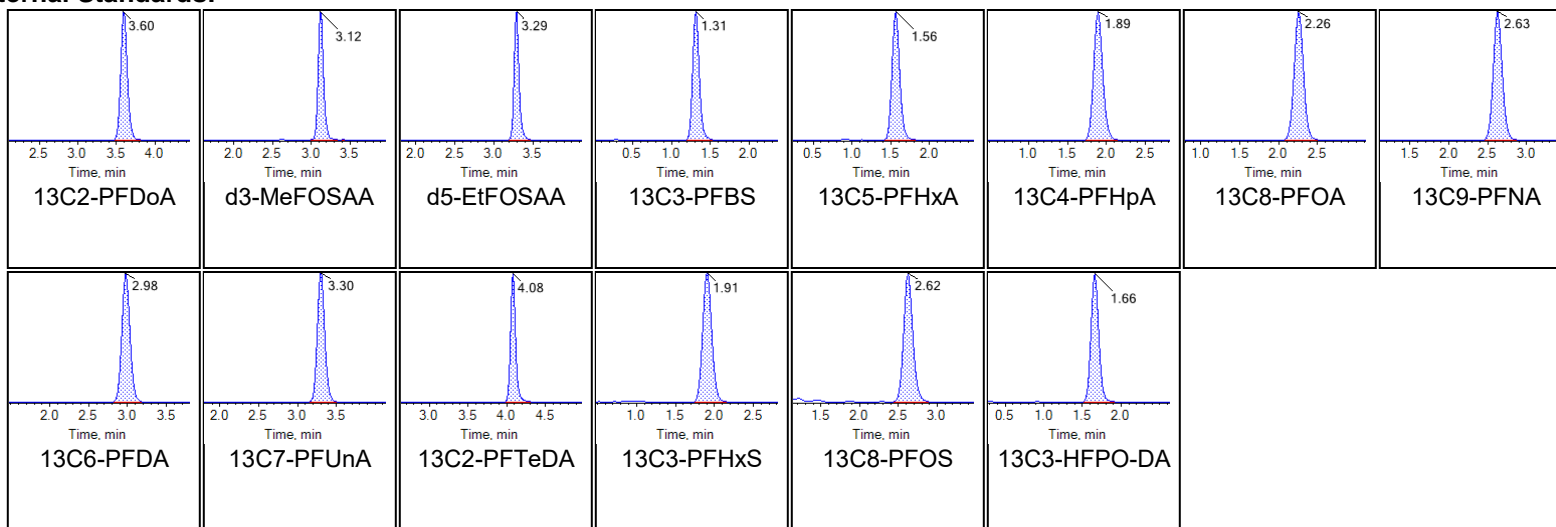 ternal Standards:
3.60 3.12 3.29 1.31 1.56 1.89 2.26 2.63
2.5 3.0 3.5 4.0 2.0 2.5 3.0 3.5 2.0 2.5 3.0 3.5 0.5 1.0 1.5 2.0 0.5 1.0 1.5 2.0 1.0 1.5 2.0 2.5 1.0 1.5 2.0 2.5 1.5 2.0 2.5 3.0
Time, min Time, min Time, min Time, min Time, min Time, min Time, min Time, min
13C2-PFDoA d3-MeFOSAA d5-EtFOSAA 13C3-PFBS 13C5-PFHxA 13C4-PFHpA 13C8-PFOA 13C9-PFNA
2.98 3.30 4.08 1.91 2.62 1.66
2.0 2.5 3.0 3.5 2.0 2.5 3.0 3.5 3.0 3.5 4.0 4.5 1.0 1.5 2.0 2.5 1.5 2.0 2.5 3.0 0.5 1.0 1.5 2.0
Time, min Time, min Time, min Time, min Time, min Time, min
13C6-PFDA 13C7-PFUnA 13C2-PFTeDA 13C3-PFHxS 13C8-PFOS 13C3-HFPO-DA